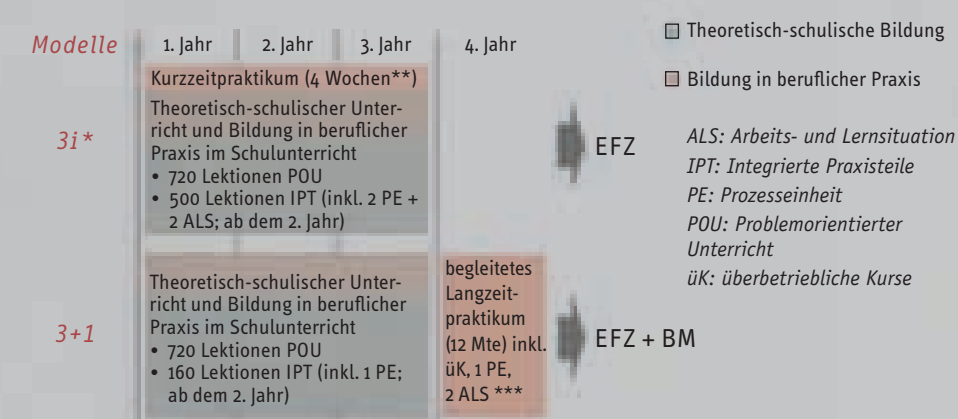 Modelle 1. Jahr 2. Jahr 3. Jahr 4. Jahr
Kurzzeitpraktikum (4 Wochen**)
3i*
Theoretisch-schulischer Unter-
richt und Bildung in beruflicher
Praxis im Schulunterricht
• 720 Lektionen POU
• 500 Lektionen IPT (inkl. 2 PE +
2 ALS; ab dem 2. Jahr)
EFZ
3+1
Theoretisch-schulischer Unter-
richt und Bildung in beruflicher
Praxis im Schulunterricht
• 720 Lektionen POU
• 160 Lektionen IPT (inkl. 1 PE;
ab dem 2. Jahr)
begleitetes
Langzeit-
praktikum
(12 Mte) inkl.
üK, 1 PE,
2 ALS ***
EFZ + BM
Theoretisch-schulische Bildung
Bildung in beruflicher Praxis
ALS: Arbeits- und Lernsituation
IPT: Integrierte Praxisteile
PE: Prozesseinheit
POU: Problemorientierter
Unterricht
üK: überbetriebliche Kurse